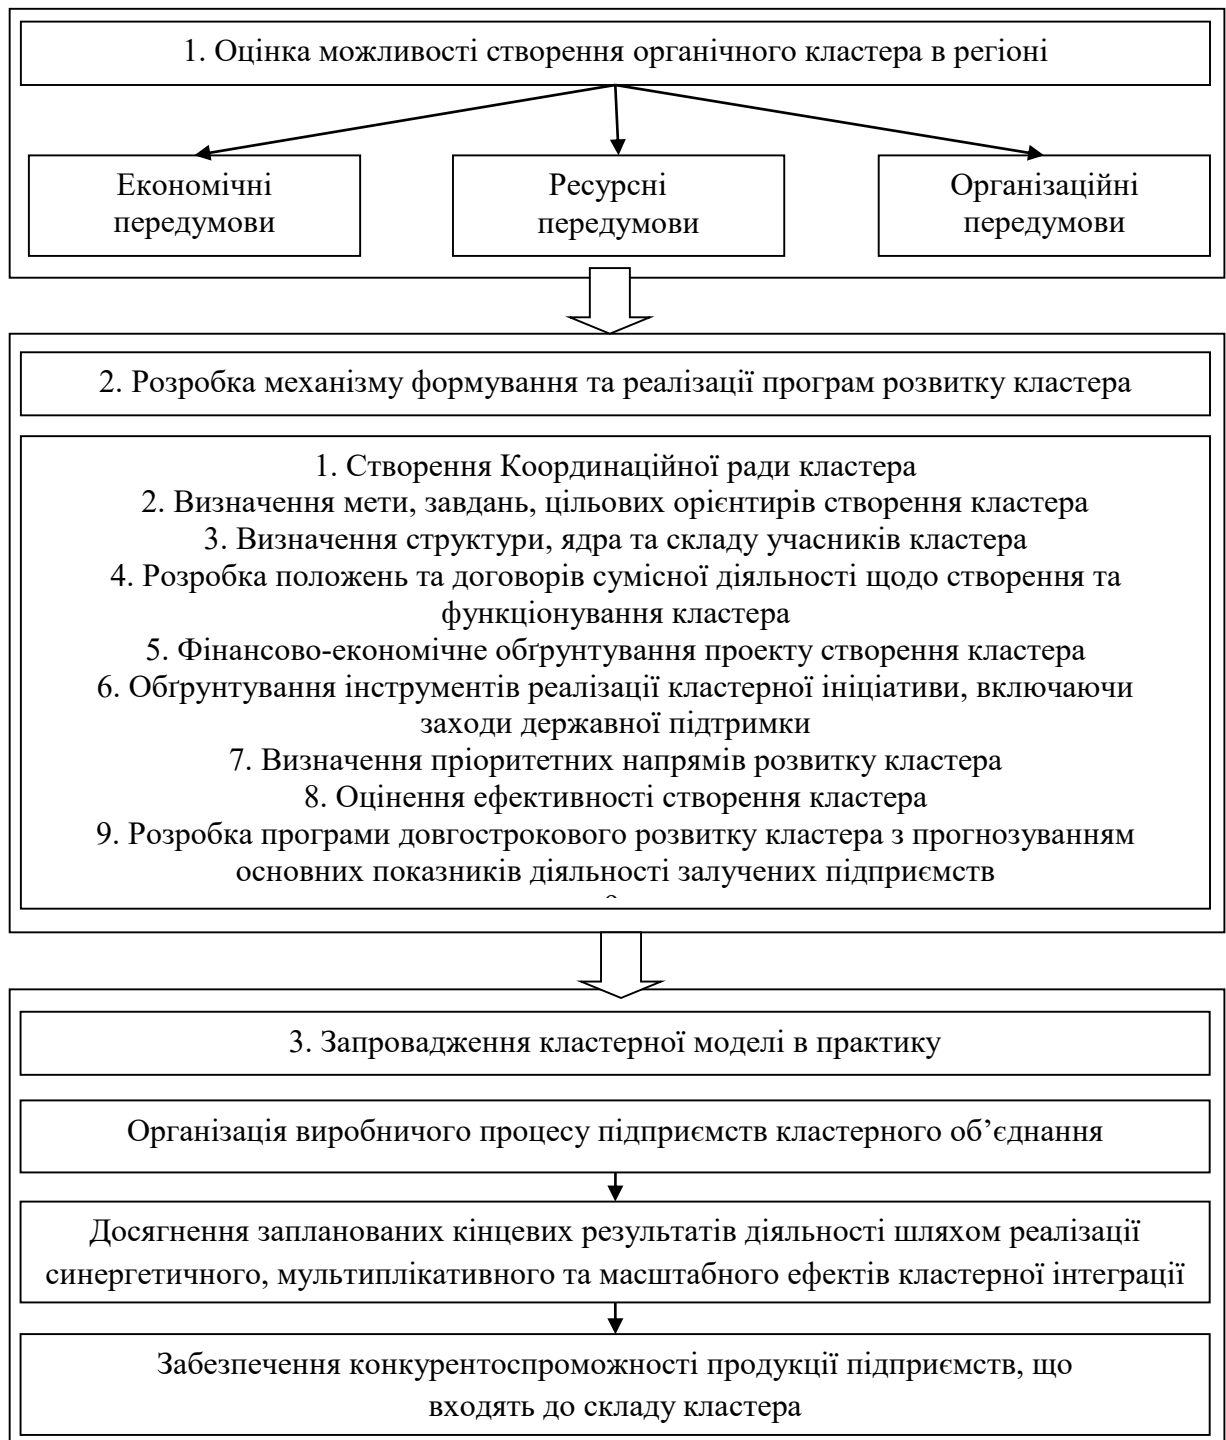 1. Оцінка можливості створення органічного кластера в регіоні
Економічні
передумови
Ресурсні
передумови
Організаційні
передумови
2. Розробка механізму формування та реалізації програм розвитку кластера
1. Створення Координаційної ради кластера
2. Визначення мети, завдань, цільових орієнтирів створення кластера
3. Визначення структури, ядра та складу учасників кластера
4. Розробка положень та договорів сумісної діяльності щодо створення та
функціонування кластера
5. Фінансово-економічне обґрунтування проекту створення кластера
6. Обґрунтування інструментів реалізації кластерної ініціативи, включаючи
заходи державної підтримки
7. Визначення пріоритетних напрямів розвитку кластера
8. Оцінення ефективності створення кластера
9. Розробка програми довгострокового розвитку кластера з прогнозуванням
основних показників діяльності залучених підприємств
3. Запровадження кластерної моделі в практику
Організація виробничого процесу підприємств кластерного об’єднання
Досягнення запланованих кінцевих результатів діяльності шляхом реалізації
синергетичного, мультиплікативного та масштабного ефектів кластерної інтеграції
Забезпечення конкурентоспроможності продукції підприємств, що
входять до складу кластера